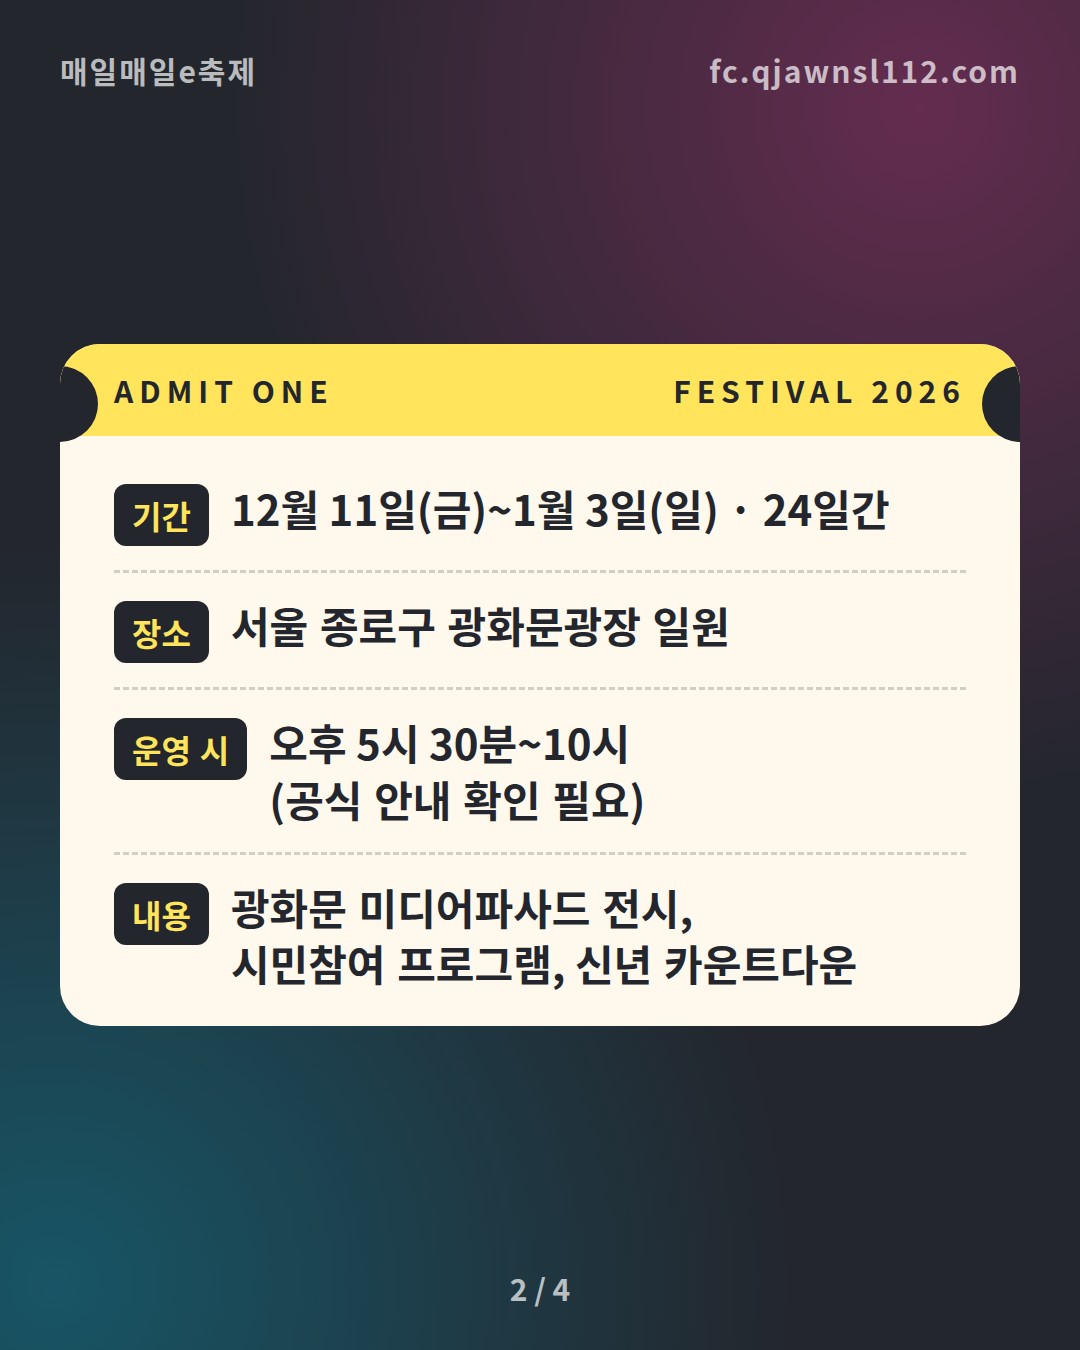 매일매일e축제
fc.qjawnsl112.com
ADMIT ONE
FESTIVAL 2026
기간
12월 11일(금)~1월 3일(일) · 24일간
장소
서울 종로구 광화문광장 일원
운영 시
오후 5시 30분~10시
(공식 안내 확인 필요)
내용
광화문 미디어파사드 전시,
시민참여 프로그램, 신년 카운트다운
2 / 4